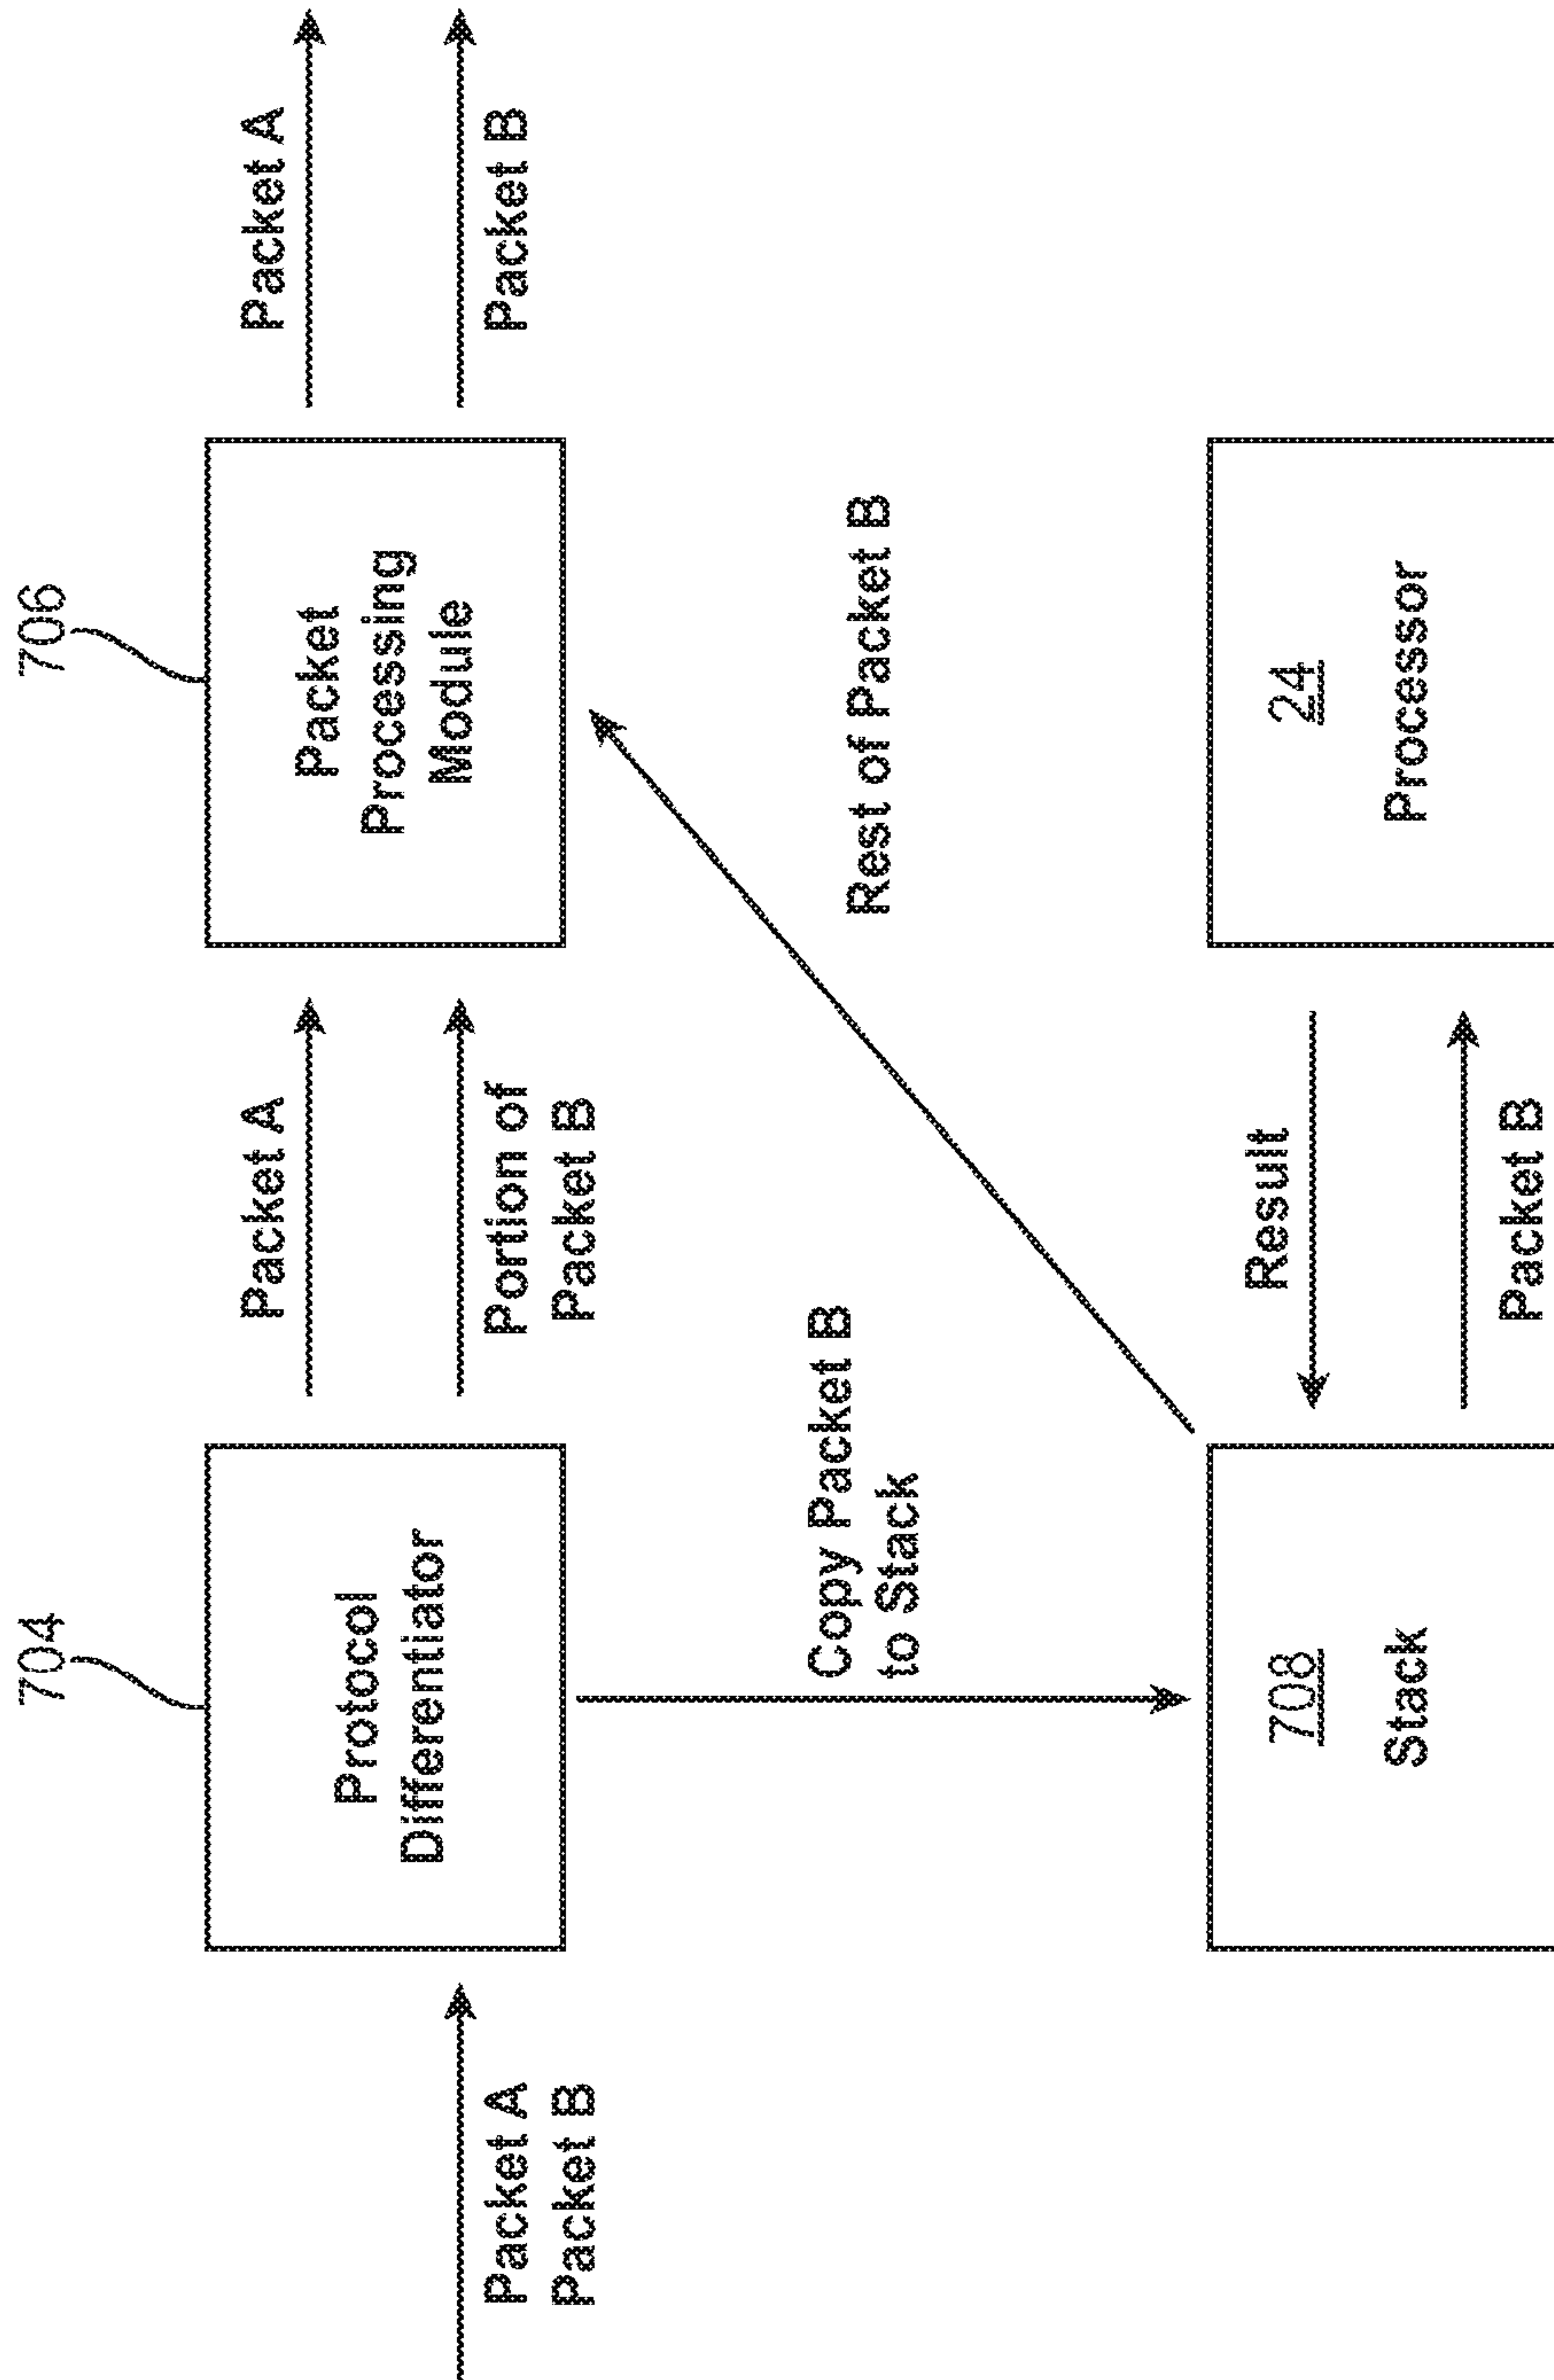 704
706
Packet A
Packet B
Protocol
Differentiator
Packet A
Portion of
Packet B
Packet
Processing
Module
Packet A
Packet B
Copy Packet B
to Stack
Rest of Packet B
708
Stack
Result
Packet B
24
Processor